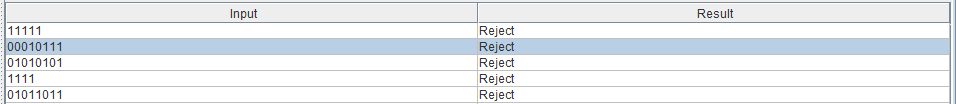 Input Result
11111 Reject
00010111 Reject
01010101 Reject
1111 Reject
01011011 Reject